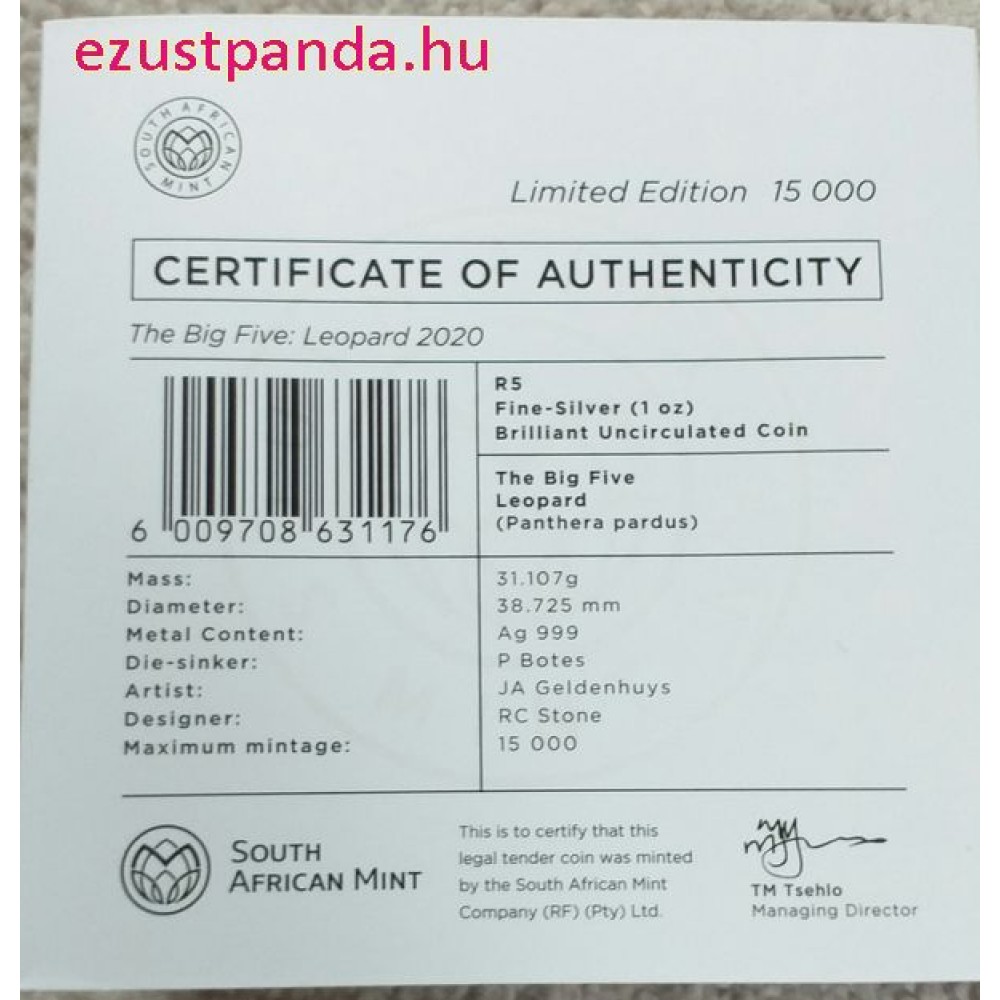 ezustpanda.hu
SOUTH AFRICAN MINT
Limited Edition 15 000
CERTIFICATE OF AUTHENTICITY
The Big Five: Leopard 2020
R5
Fine-Silver (1 oz)
Brilliant Uncirculated Coin
The Big Five
Leopard
(Panthera pardus)
6 009708 631176
Mass: 31.107g
Diameter: 38.725 mm
Metal Content: Ag 999
Die-sinker: P Botes
Artist: JA Geldenhuys
Designer: RC Stone
Maximum mintage: 15 000
SOUTH
AFRICAN MINT
This is to certify that this
legal tender coin was minted
by the South African Mint
Company (RF) (Pty) Ltd.
TM Tsehlo
Managing Director